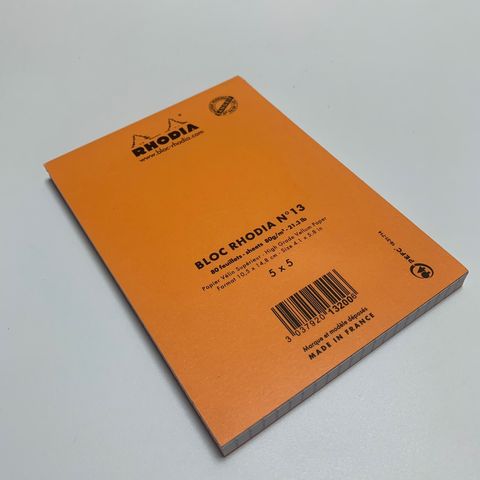 RHODIA
www.bloc-rhodia.com
BLOC RHODIA N°13
80 feuillets - sheets 80g/m² - 21.3 lb
Papier Vélin Supérieur - High Grade Vellum Paper
Format 10,5 x 14,8 cm - Size 4.1 x 5.8 in
5 x 5
3 037920 132006
Marque et modèle déposés
MADE IN FRANCE
PEFC